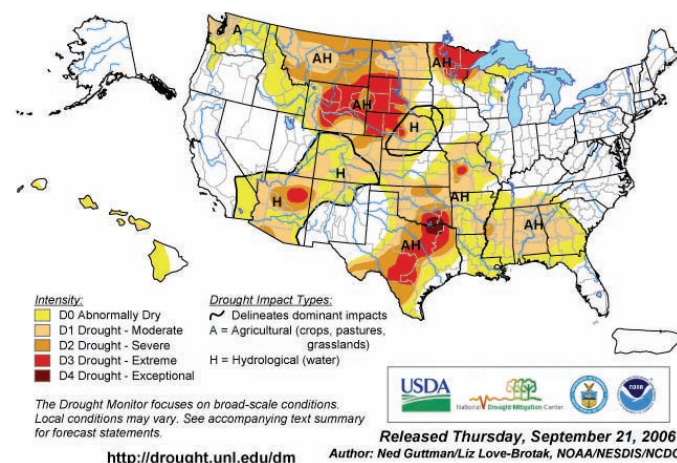 A
AH
AH
AH
H
H
H
AH
AH
AH
Intensity:
D0 Abnormally Dry
D1 Drought - Moderate
D2 Drought - Severe
D3 Drought - Extreme
D4 Drought - Exceptional
Drought Impact Types:
Delineates dominant impacts
A = Agricultural (crops, pastures,
grasslands)
H = Hydrological (water)
The Drought Monitor focuses on broad-scale conditions.
Local conditions may vary. See accompanying text summary
for forecast statements.
http://drought.unl.edu/dm
USDA
National Drought Mitigation Center
NOAA
Released Thursday, September 21, 2006
Author: Ned Guttman/Liz Love-Brotak, NOAA/NESDIS/NCDC